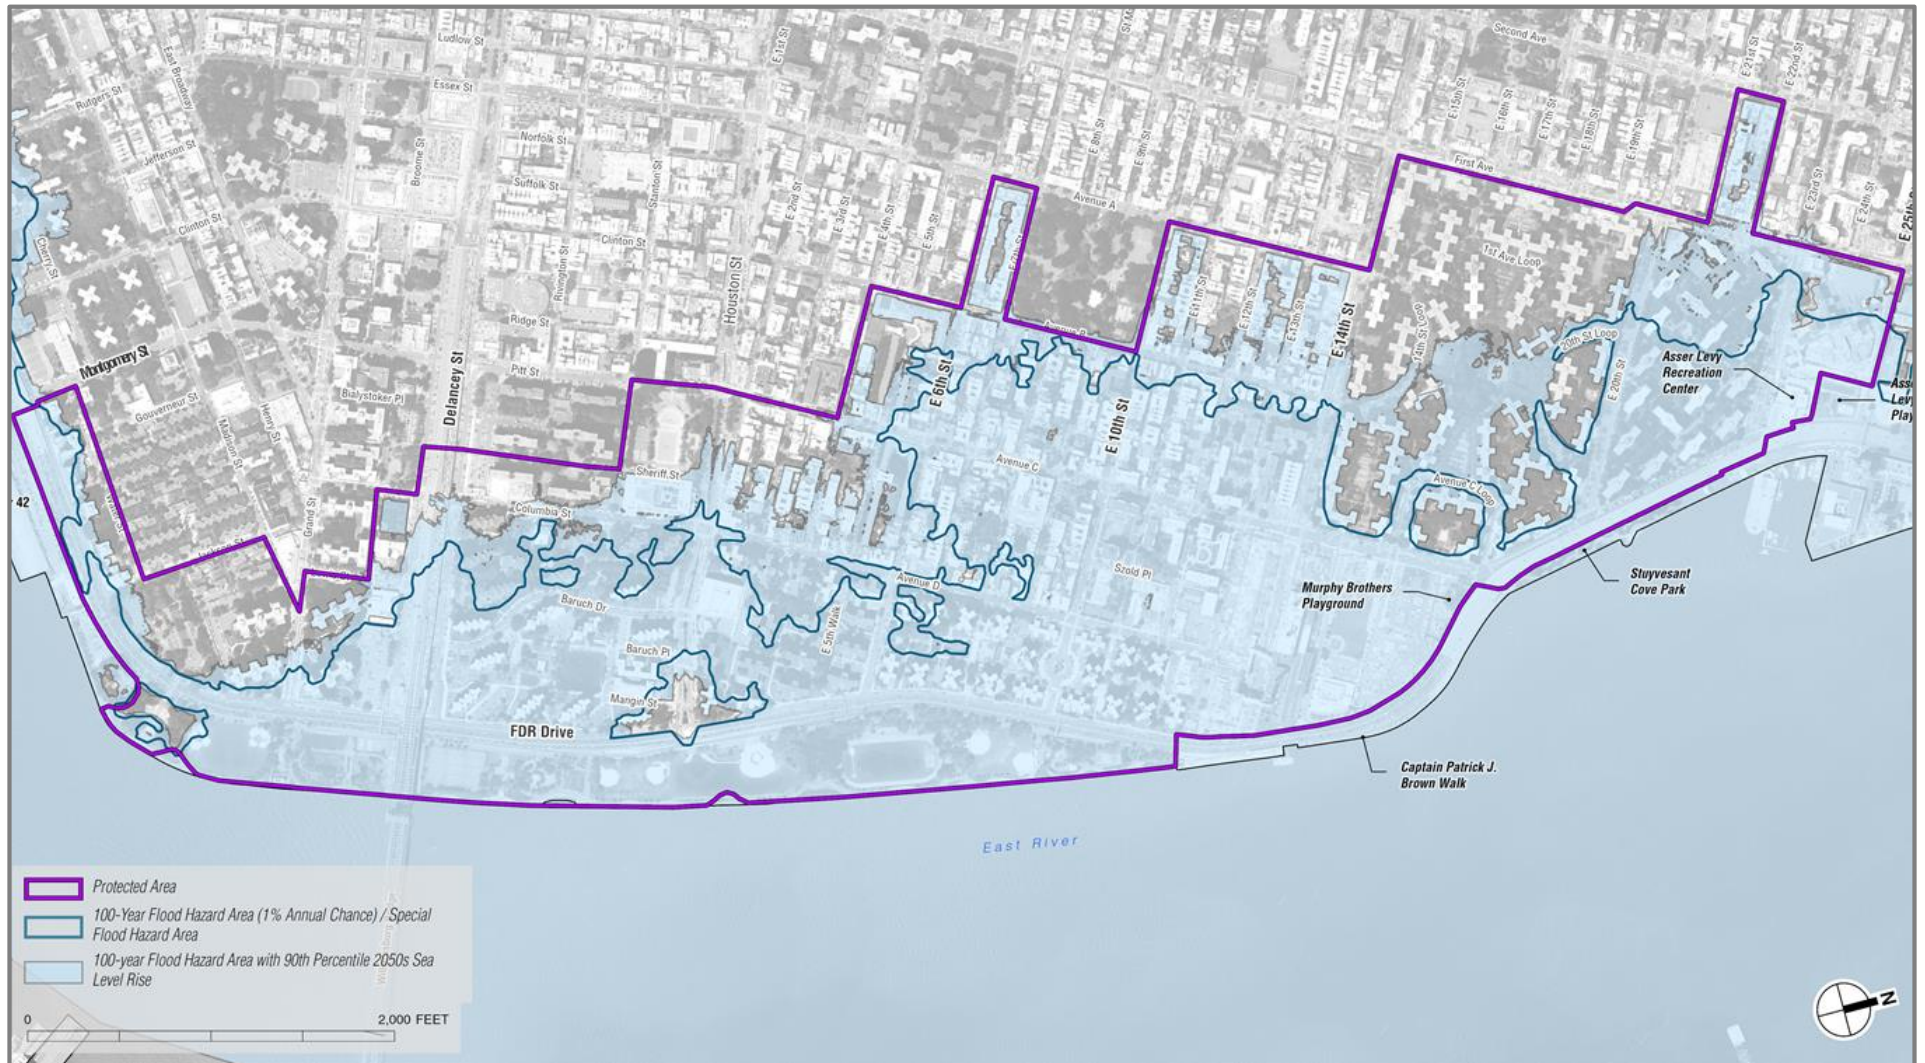 Ludlow St
E 1st St
St M
Second Ave
E 21st St
E 22nd St
East Broadway
Rutgers St
Essex St
E 15th St
E 16th St
E 17th St
E 18th St
E 19th St
Jefferson St
Broome St
Norfolk St
Stanton St
E 8th St
E 9th St
First Ave
E 23rd St
E 24th St
E 25th S
Suffolk St
E 2nd St
E 3rd St
E 4th St
E 5th St
E 7th St
Avenue A
Clinton St
Clinton St
Cherry St
Rivington St
Houston St
1st Ave Loop
E 11th St
E 12th St
E 13th St
E 14th St
14th St Loop
20th St Loop
E 20th St
Ridge St
Avenue B
Montgomery St
Delancey St
Pitt St
E 6th St
E 10th St
Asser Levy
Recreation
Center
Gouverneur St
Madison St
Henry St
Bialystoker Pl
Sheriff St
Avenue C
Avenue C Loop
42
Water St
Grand St
Columbia St
Jackson St
Avenue D
Szold Pl
Murphy Brothers
Playground
Stuyvesant
Cove Park
Baruch Dr
E 5th Walk
Baruch Pl
Mangin St
FDR Drive
Captain Patrick J.
Brown Walk
East River
Protected Area
100-Year Flood Hazard Area (1% Annual Chance) / Special
Flood Hazard Area
100-year Flood Hazard Area with 90th Percentile 2050s Sea
Level Rise
0
2,000 FEET
N